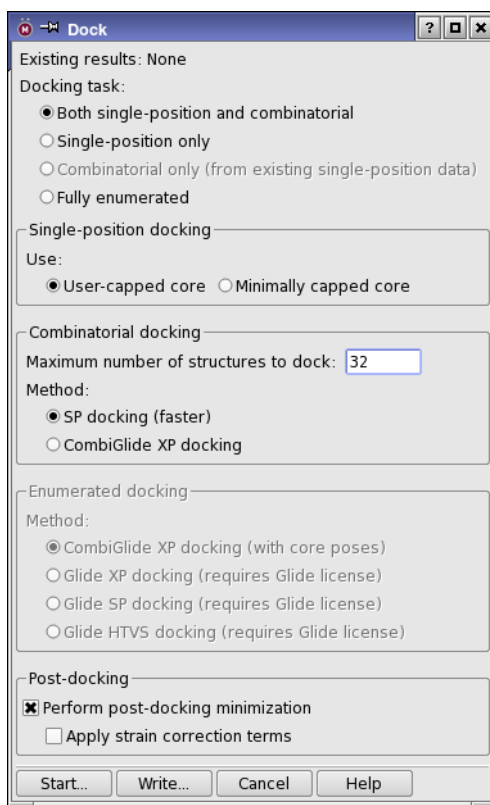 Dock
?
Existing results: None
Docking task:
Both single-position and combinatorial
Single-position only
Combinatorial only (from existing single-position data)
Fully enumerated
Single-position docking
Use:
User-capped core Minimally capped core
Combinatorial docking
Maximum number of structures to dock: 32
Method:
SP docking (faster)
CombiGlide XP docking
Enumerated docking
Method:
CombiGlide XP docking (with core poses)
Glide XP docking (requires Glide license)
Glide SP docking (requires Glide license)
Glide HTVS docking (requires Glide license)
Post-docking
Perform post-docking minimization
Apply strain correction terms
Start... Write... Cancel Help